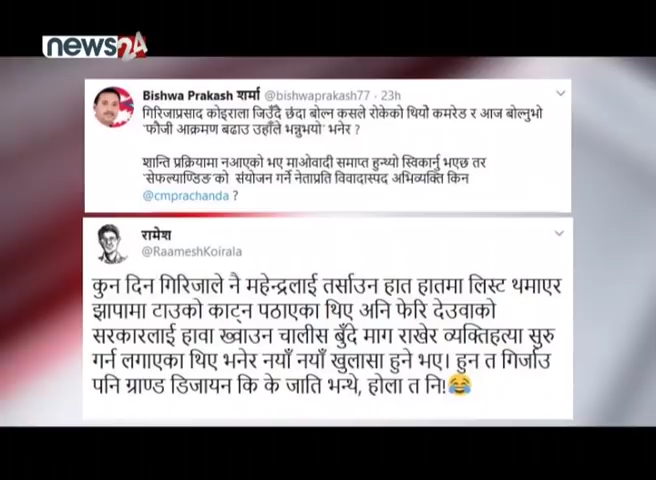 news24
Bishwa Prakash शर्मा @bishwaprakash77 · 23h
गिरिजाप्रसाद कोइराला जिउँदै छँदा बोल्न कसले रोकेको थियो कमरेड र आज बोल्नुभो
'फौजी आक्रमण बढाउ उहाँले भन्नुभयो' भनेर ?
शान्ति प्रक्रियामा नआएको भए माओवादी समाप्त हुन्थ्यो स्विकार्नु भएछ तर
'सेफल्याण्डिङ'को संयोजन गर्ने नेताप्रति विवादास्पद अभिव्यक्ति किन
@cmprachanda ?
रामेश
@RaameshKoirala
कुन दिन गिरिजाले नै महेन्द्रलाई तर्साउन हात हातमा लिस्ट थमाएर
झापामा टाउको काट्न पठाएका थिए अनि फेरि देउवाको
सरकारलाई हावा ख्वाउन चालीस बुँदे माग राखेर व्यक्तिहत्या सुरु
गर्न लगाएका थिए भनेर नयाँ नयाँ खुलासा हुने भए। हुन त गिर्जाउ
पनि ग्राण्ड डिजायन कि के जाति भन्थे, होला त नि!😂